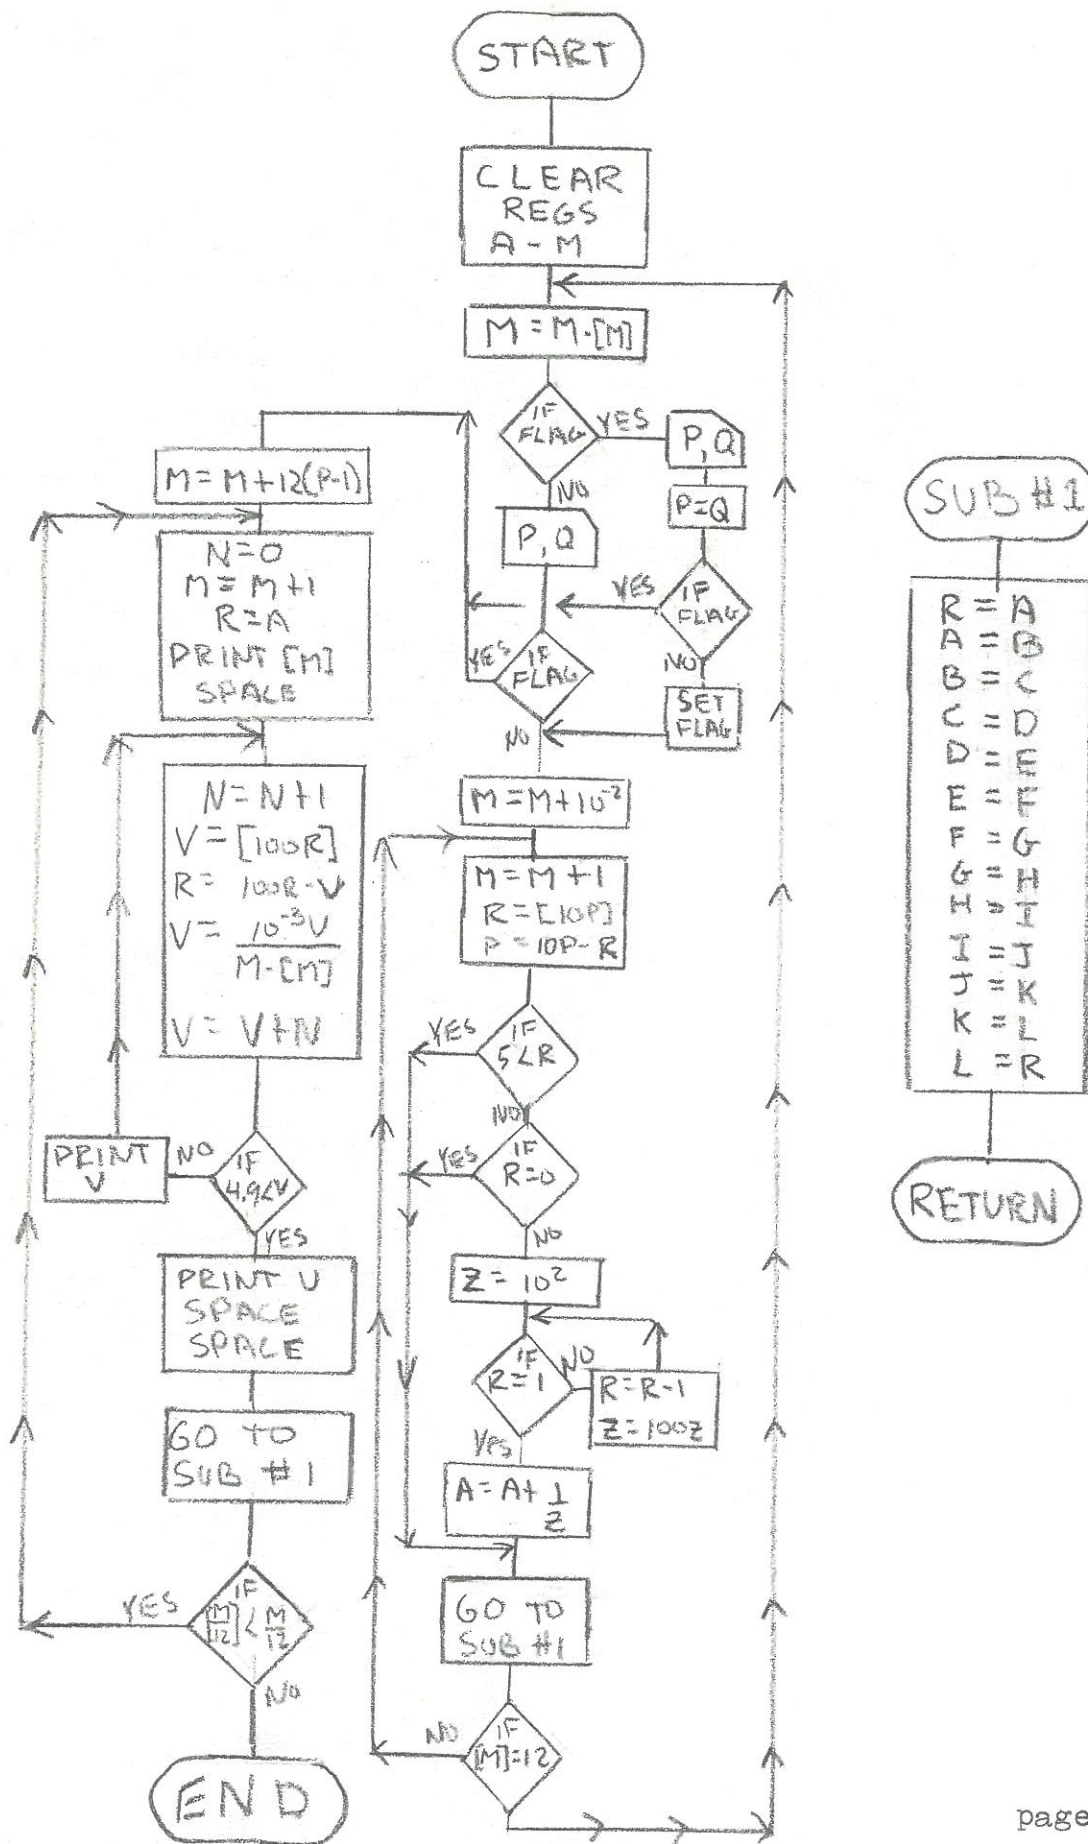 START
CLEAR
REGS
A - M
M = M-[M]
IF
FLAG
YES
NO
P, Q
P=Q
IF
FLAG
YES
NO
SET
FLAG
P, Q
IF
FLAG
YES
NO
M = M+10⁻²
M = M+1
R = [10P]
P = 10P-R
IF
5<R
YES
NO
IF
R=0
YES
NO
Z = 10²
IF
R=1
NO
YES
R=R-1
Z=100Z
A=A+ 1/Z
GO TO
SUB #1
IF
[M]=12
NO
M=M+12(P-1)
N=0
M = M+1
R=A
PRINT [M]
SPACE
N=N+1
V=[100R]
R= 100R-V
V= 10⁻³V / M-[M]
V= V+N
IF
4.9<V
NO
YES
PRINT
V
PRINT V
SPACE
SPACE
GO TO
SUB #1
IF
[M/12] < M/12
YES
NO
END
SUB #1
R = A
A = B
B = C
C = D
D = E
E = F
F = G
G = H
H = I
I = J
J = K
K = L
L = R
RETURN
page